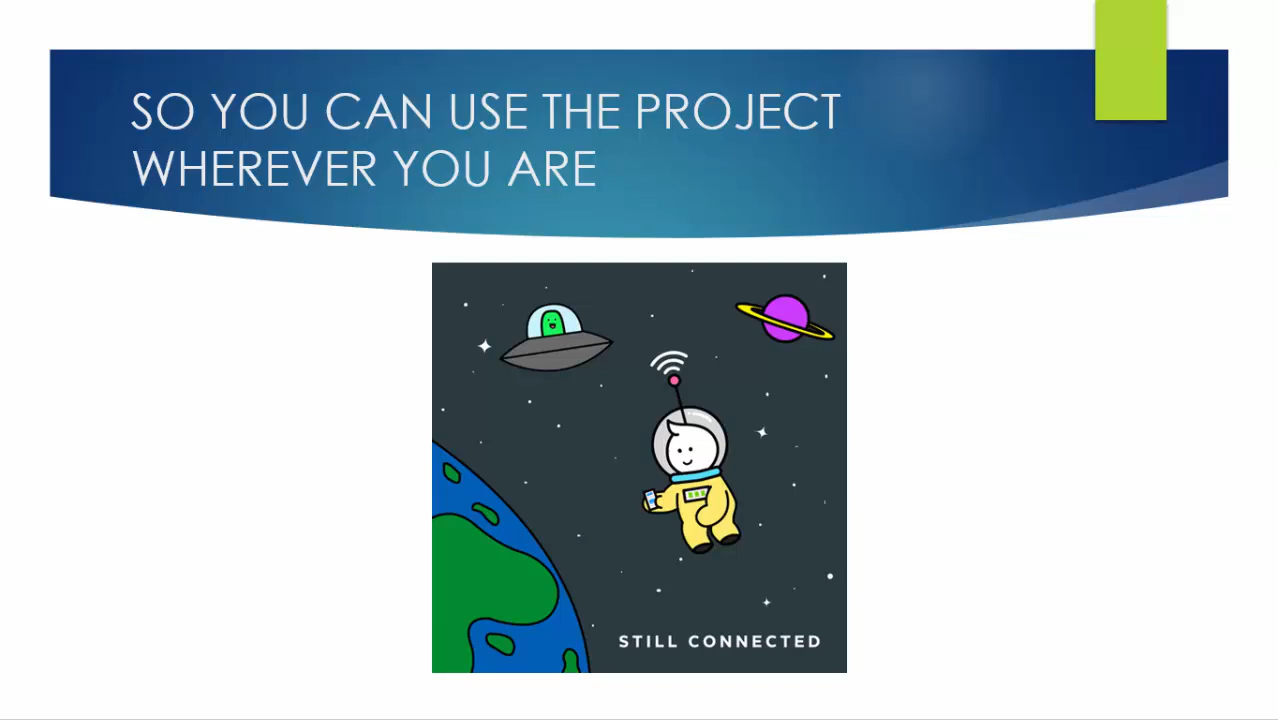 SO YOU CAN USE THE PROJECT
WHEREVER YOU ARE
STILL CONNECTED